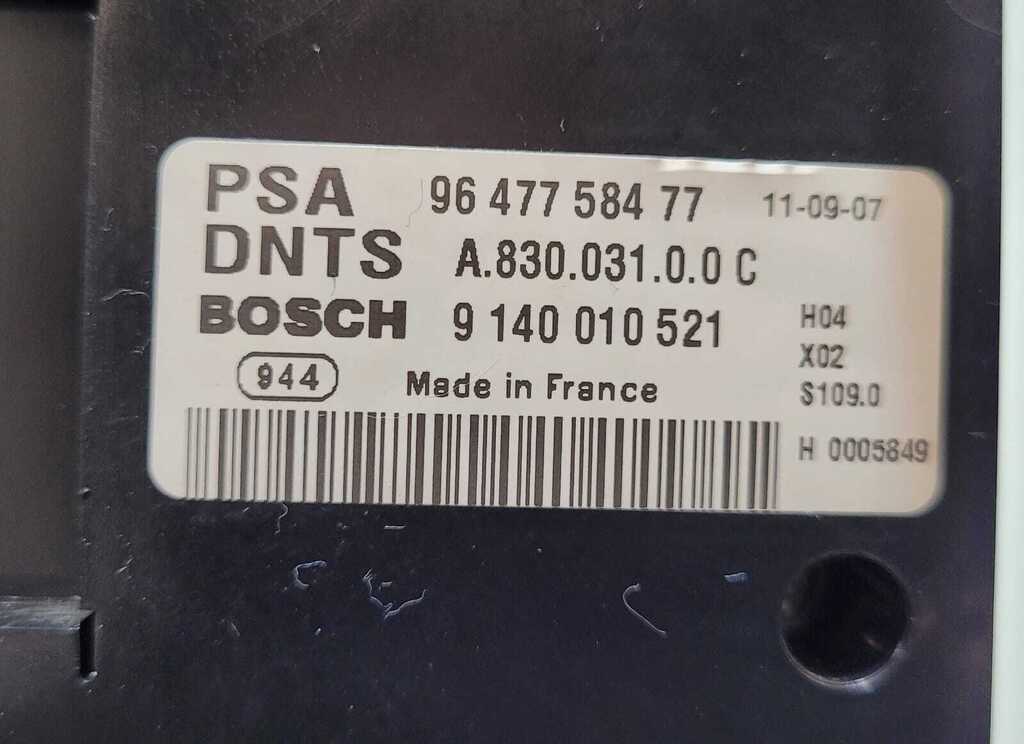 PSA 96 477 584 77 11-09-07
DNTS A.830.031.0.0 C
BOSCH 9 140 010 521 H04
X02
944 Made in France S109.0
H 0005849